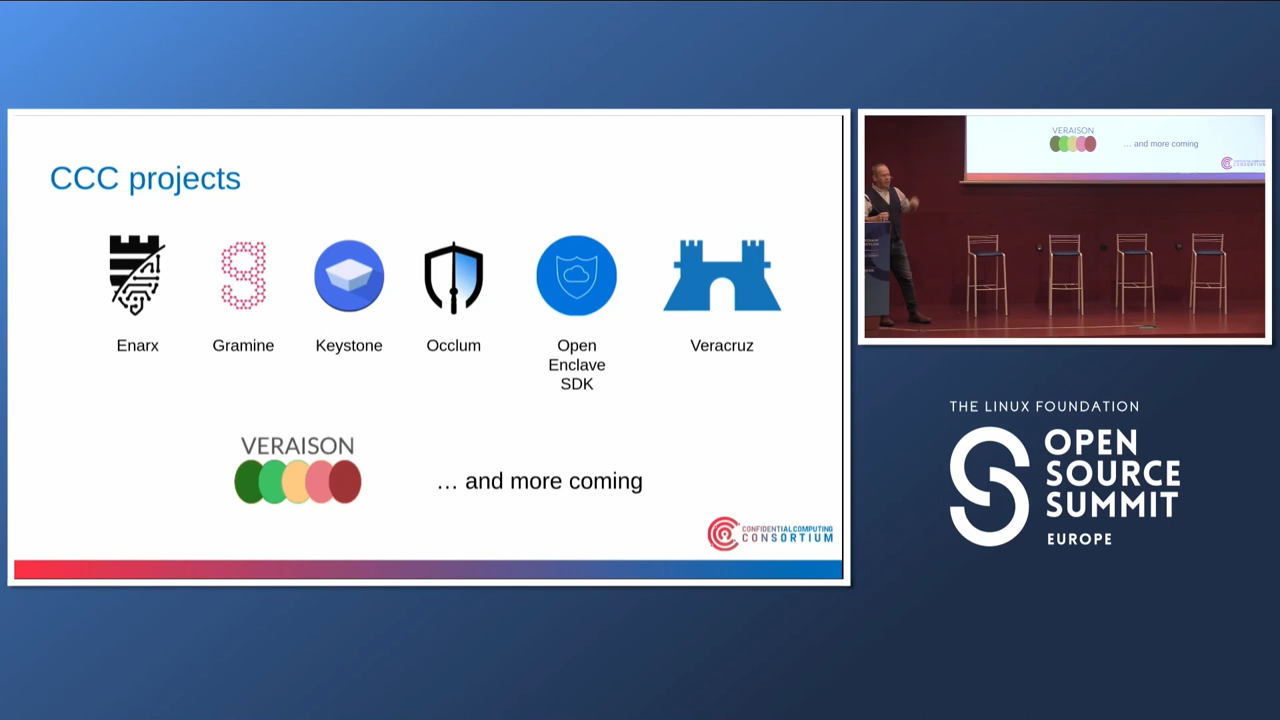 CCC projects
Enarx
Gramine
Keystone
Occlum
Open
Enclave
SDK
Veracruz
VERAISON
… and more coming
CONFIDENTIAL COMPUTING
CONSORTIUM
VERAISON
… and more coming
CONSORTIUM
THE LINUX FOUNDATION
OPEN
SOURCE
SUMMIT
EUROPE